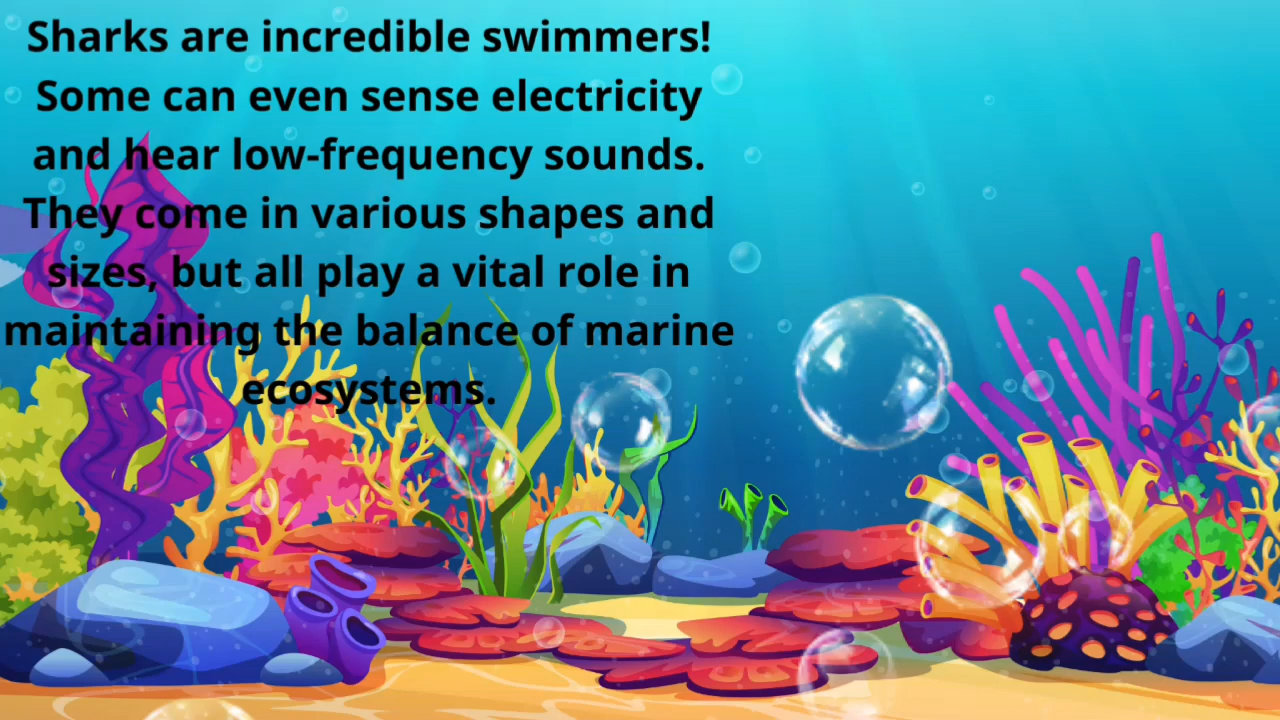 Sharks are incredible swimmers!
Some can even sense electricity
and hear low-frequency sounds.
They come in various shapes and
sizes, but all play a vital role in
maintaining the balance of marine
ecosystems.